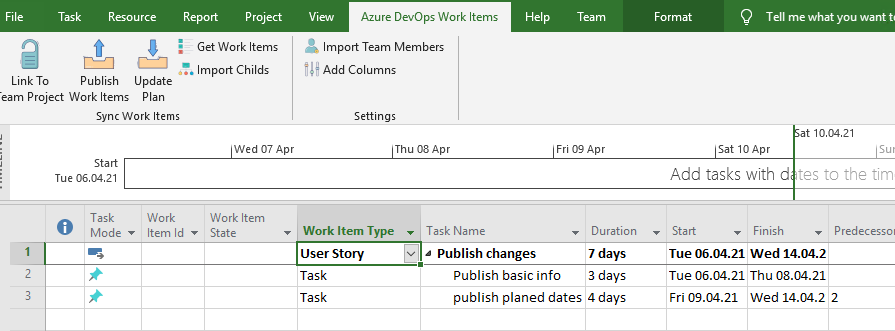 File Task Resource Report Project View Azure DevOps Work Items Help Team Format Tell me what you want
Link To Team Project
Publish Work Items
Update Plan
Get Work Items
Import Childs
Sync Work Items
Import Team Members
Add Columns
Settings
Sat 10.04.21
Wed 07 Apr Thu 08 Apr Fri 09 Apr Sat 10 Apr
Start
Tue 06.04.21
Add tasks with dates to the
Task Mode Work Item Id Work Item State Work Item Type Task Name Duration Start Finish Predecessor
1 User Story Publish changes 7 days Tue 06.04.21 Wed 14.04.2
2 Task Publish basic info 3 days Tue 06.04.21 Thu 08.04.21
3 Task publish planed dates 4 days Fri 09.04.21 Wed 14.04.2 2